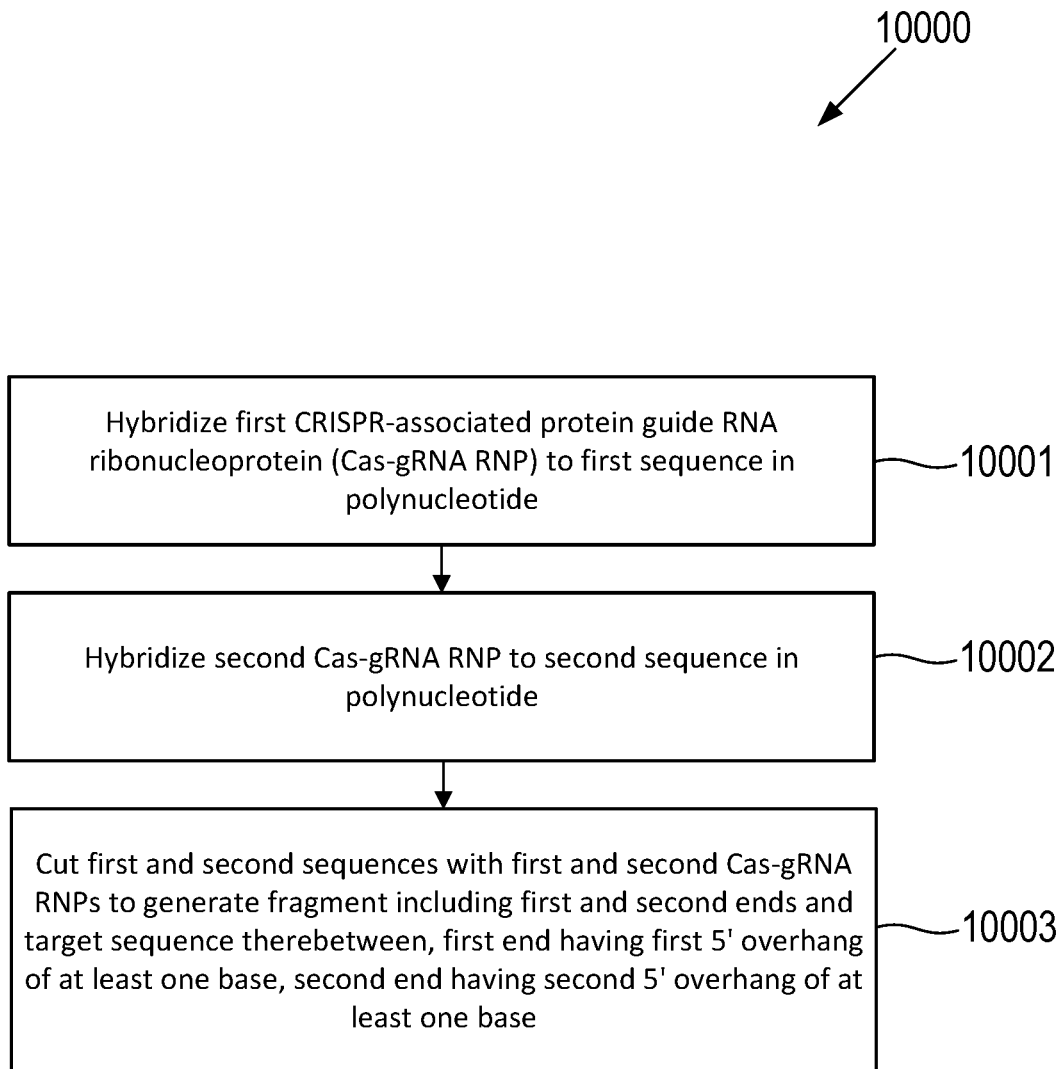 10000
Hybridize first CRISPR-associated protein guide RNA
ribonucleoprotein (Cas-gRNA RNP) to first sequence in
polynucleotide
10001
Hybridize second Cas-gRNA RNP to second sequence in
polynucleotide
10002
Cut first and second sequences with first and second Cas-gRNA
RNPs to generate fragment including first and second ends and
target sequence therebetween, first end having first 5' overhang
of at least one base, second end having second 5' overhang of at
least one base
10003